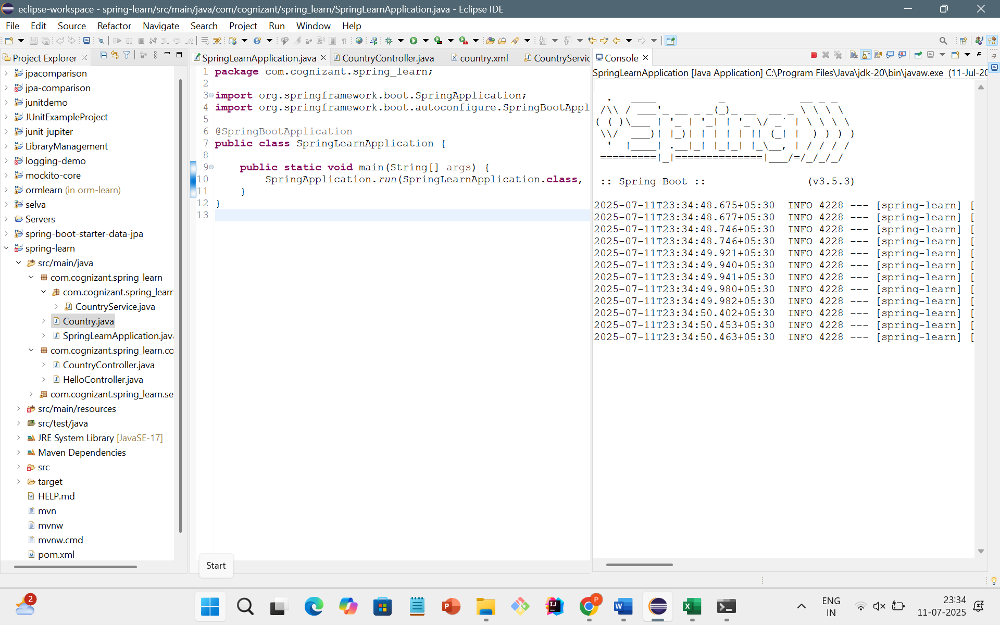 eclipse-workspace - spring-learn/src/main/java/com/cognizant/spring_learn/SpringLearnApplication.java - Eclipse IDE
File Edit Source Refactor Navigate Search Project Run Window Help
Project Explorer
jpacomparison
jpa-comparison
junitdemo
JUnitExampleProject
junit-jupiter
LibraryManagement
logging-demo
mockito-core
ormlearn (in orm-learn)
selva
Servers
spring-boot-starter-data-jpa
spring-learn
src/main/java
com.cognizant.spring_learn
com.cognizant.spring_learn
CountryService.java
Country.java
SpringLearnApplication.java
com.cognizant.spring_learn.co
CountryController.java
HelloController.java
com.cognizant.spring_learn.se
src/main/resources
src/test/java
JRE System Library [JavaSE-17]
Maven Dependencies
src
target
HELP.md
mvn
mvnw
mvnw.cmd
pom.xml
SpringLearnApplication.java CountryController.java country.xml CountryServic
1 package com.cognizant.spring_learn;
2
3 import org.springframework.boot.SpringApplication;
4 import org.springframework.boot.autoconfigure.SpringBootAppl
5
6 @SpringBootApplication
7 public class SpringLearnApplication {
8
9 public static void main(String[] args) {
10 SpringApplication.run(SpringLearnApplication.class,
11 }
12 }
13
Console
SpringLearnApplication [Java Application] C:\Program Files\Java\jdk-20\bin\javaw.exe (11-Jul-20
:: Spring Boot :: (v3.5.3)
2025-07-11T23:34:48.675+05:30 INFO 4228 --- [spring-learn] [
2025-07-11T23:34:48.677+05:30 INFO 4228 --- [spring-learn] [
2025-07-11T23:34:48.746+05:30 INFO 4228 --- [spring-learn] [
2025-07-11T23:34:48.746+05:30 INFO 4228 --- [spring-learn] [
2025-07-11T23:34:49.921+05:30 INFO 4228 --- [spring-learn] [
2025-07-11T23:34:49.940+05:30 INFO 4228 --- [spring-learn] [
2025-07-11T23:34:49.941+05:30 INFO 4228 --- [spring-learn] [
2025-07-11T23:34:49.980+05:30 INFO 4228 --- [spring-learn] [
2025-07-11T23:34:49.982+05:30 INFO 4228 --- [spring-learn] [
2025-07-11T23:34:50.402+05:30 INFO 4228 --- [spring-learn] [
2025-07-11T23:34:50.453+05:30 INFO 4228 --- [spring-learn] [
2025-07-11T23:34:50.463+05:30 INFO 4228 --- [spring-learn] [
Start
2
P
ENG
IN
23:34
11-07-2025